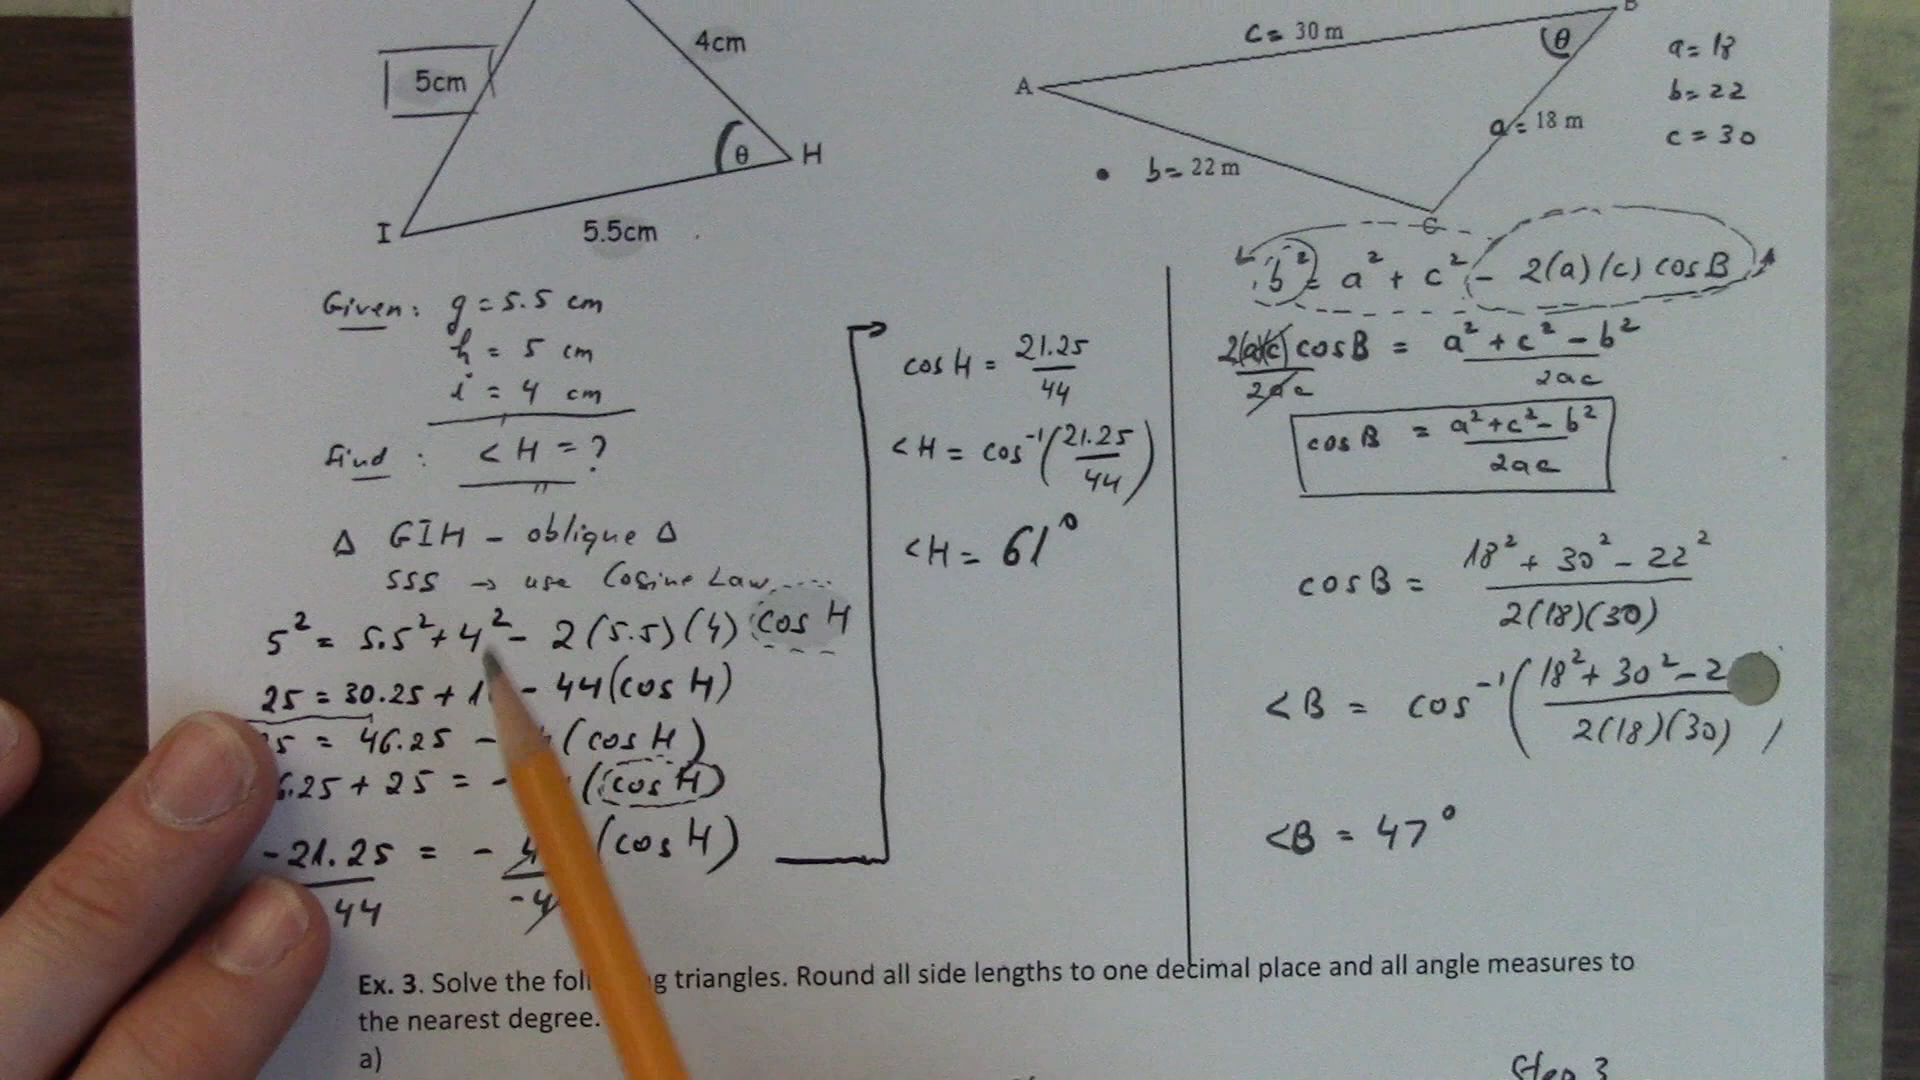 4cm
5cm
θ
H
I
5.5cm
c = 30 m
B
θ
A
a = 18 m
b = 22 m
C
a = 18
b = 22
c = 30
Given: g = 5.5 cm
h = 5 cm
i = 4 cm
Find: <H = ?
Δ GIH – oblique Δ
SSS → use Cosine Law
5² = 5.5² + 4² – 2(5.5)(4) cos H
25 = 30.25 + 1 – 44(cos H)
= 46.25 – (cos H)
.25 + 25 = – (cos H)
-21.25 = – (cos H)
44
cos H = 21.25
44
<H = cos⁻¹(21.25
44)
<H = 61°
b² = a² + c² – 2(a)(c) cos B
2(a)(c) cos B = a² + c² – b²
2ac 2ac
cos B = a² + c² – b²
2ac
cos B = 18² + 30² – 22²
2(18)(30)
<B = cos⁻¹(18² + 30² – 2
2(18)(30))
<B = 47°
Ex. 3. Solve the fol g triangles. Round all side lengths to one decimal place and all angle measures to
the nearest degree.
a)
Step 3